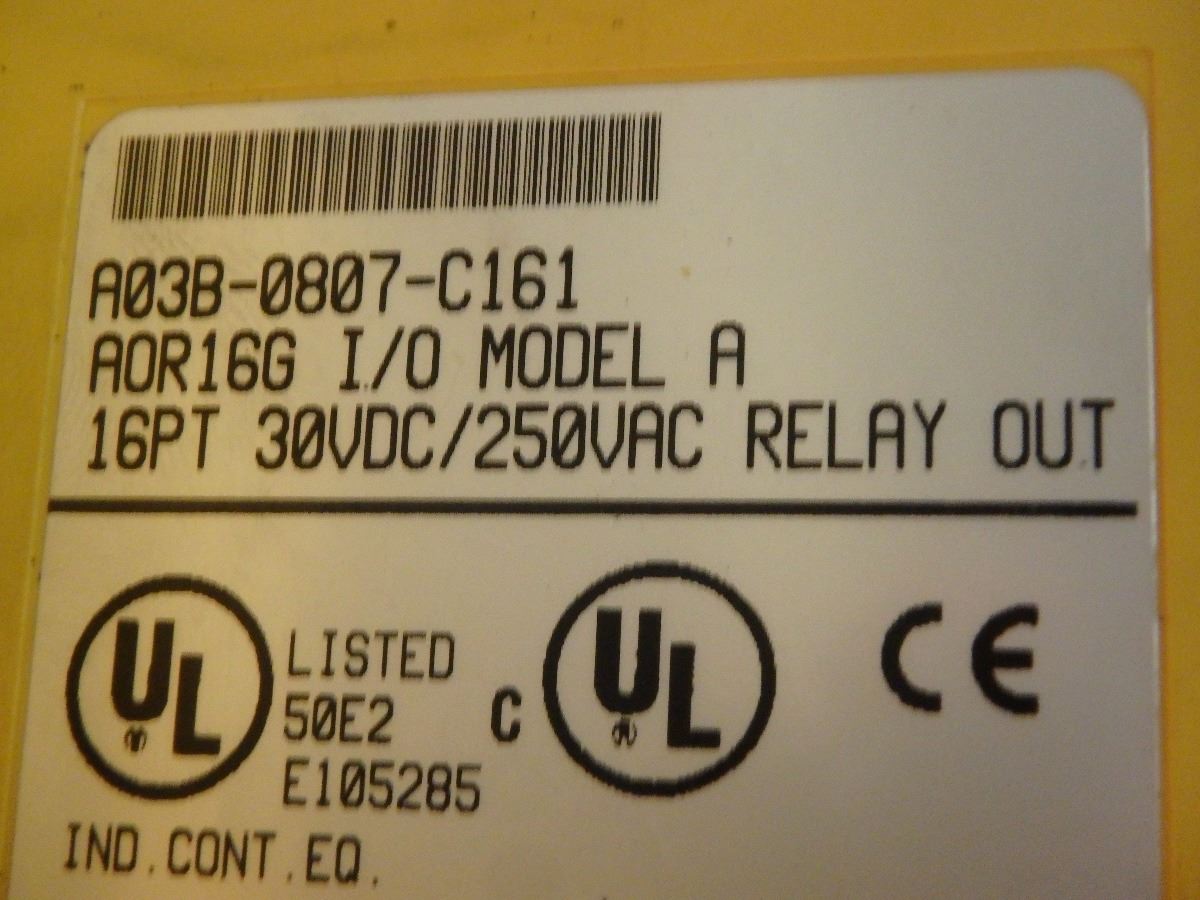 A03B-0807-C161
AOR16G I/O MODEL A
16PT 30VDC/250VAC RELAY OUT
UL LISTED
50E2
E105285
C UL
CE
IND.CONT.EQ.